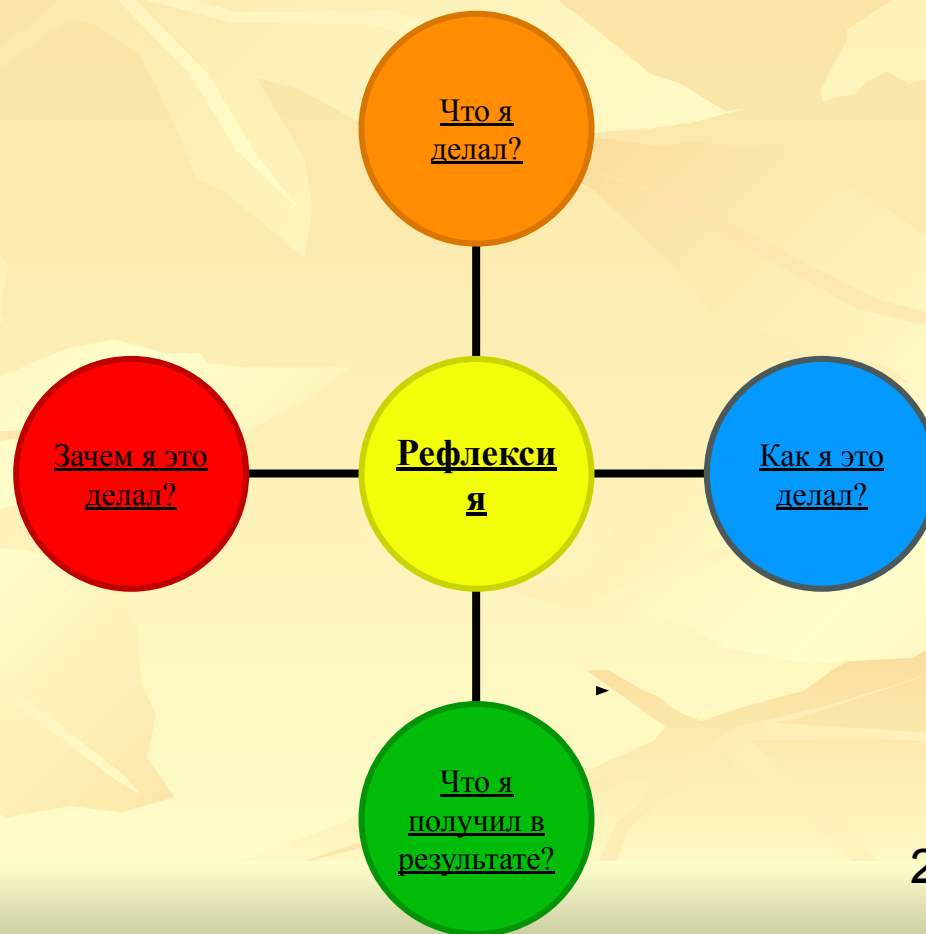 Что я
делал?
Зачем я это
делал?
Рефлекси
я
Как я это
делал?
Что я
получил в
результате?
2